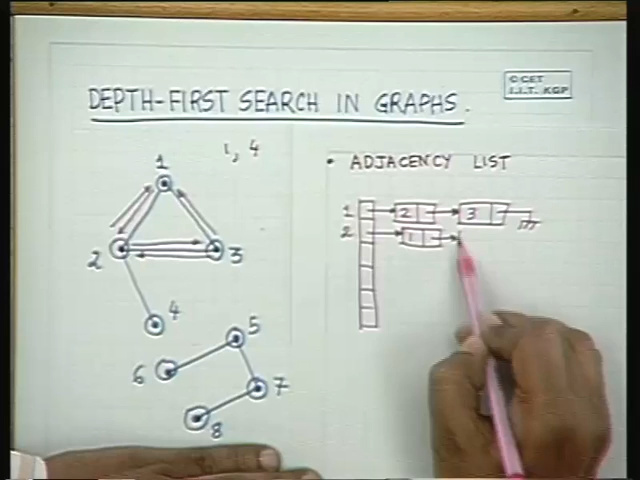 ©CET
I.I.T. KGP
DEPTH-FIRST SEARCH IN GRAPHS.
1, 4
1
2
3
4
5
6
7
8
• ADJACENCY LIST
1 2 3
2 1